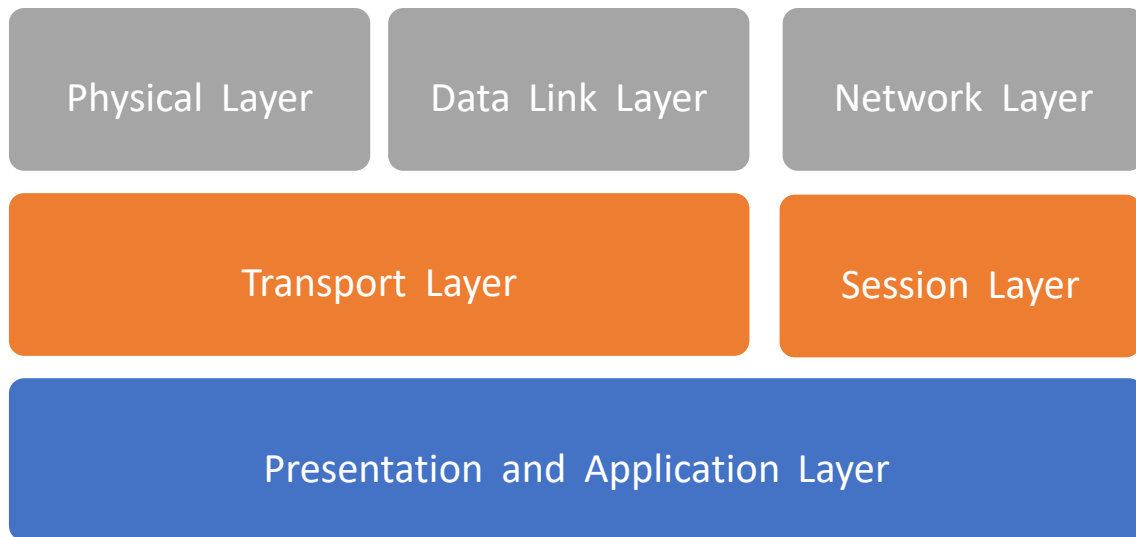 Physical Layer
Data Link Layer
Network Layer
Transport Layer
Session Layer
Presentation and Application Layer